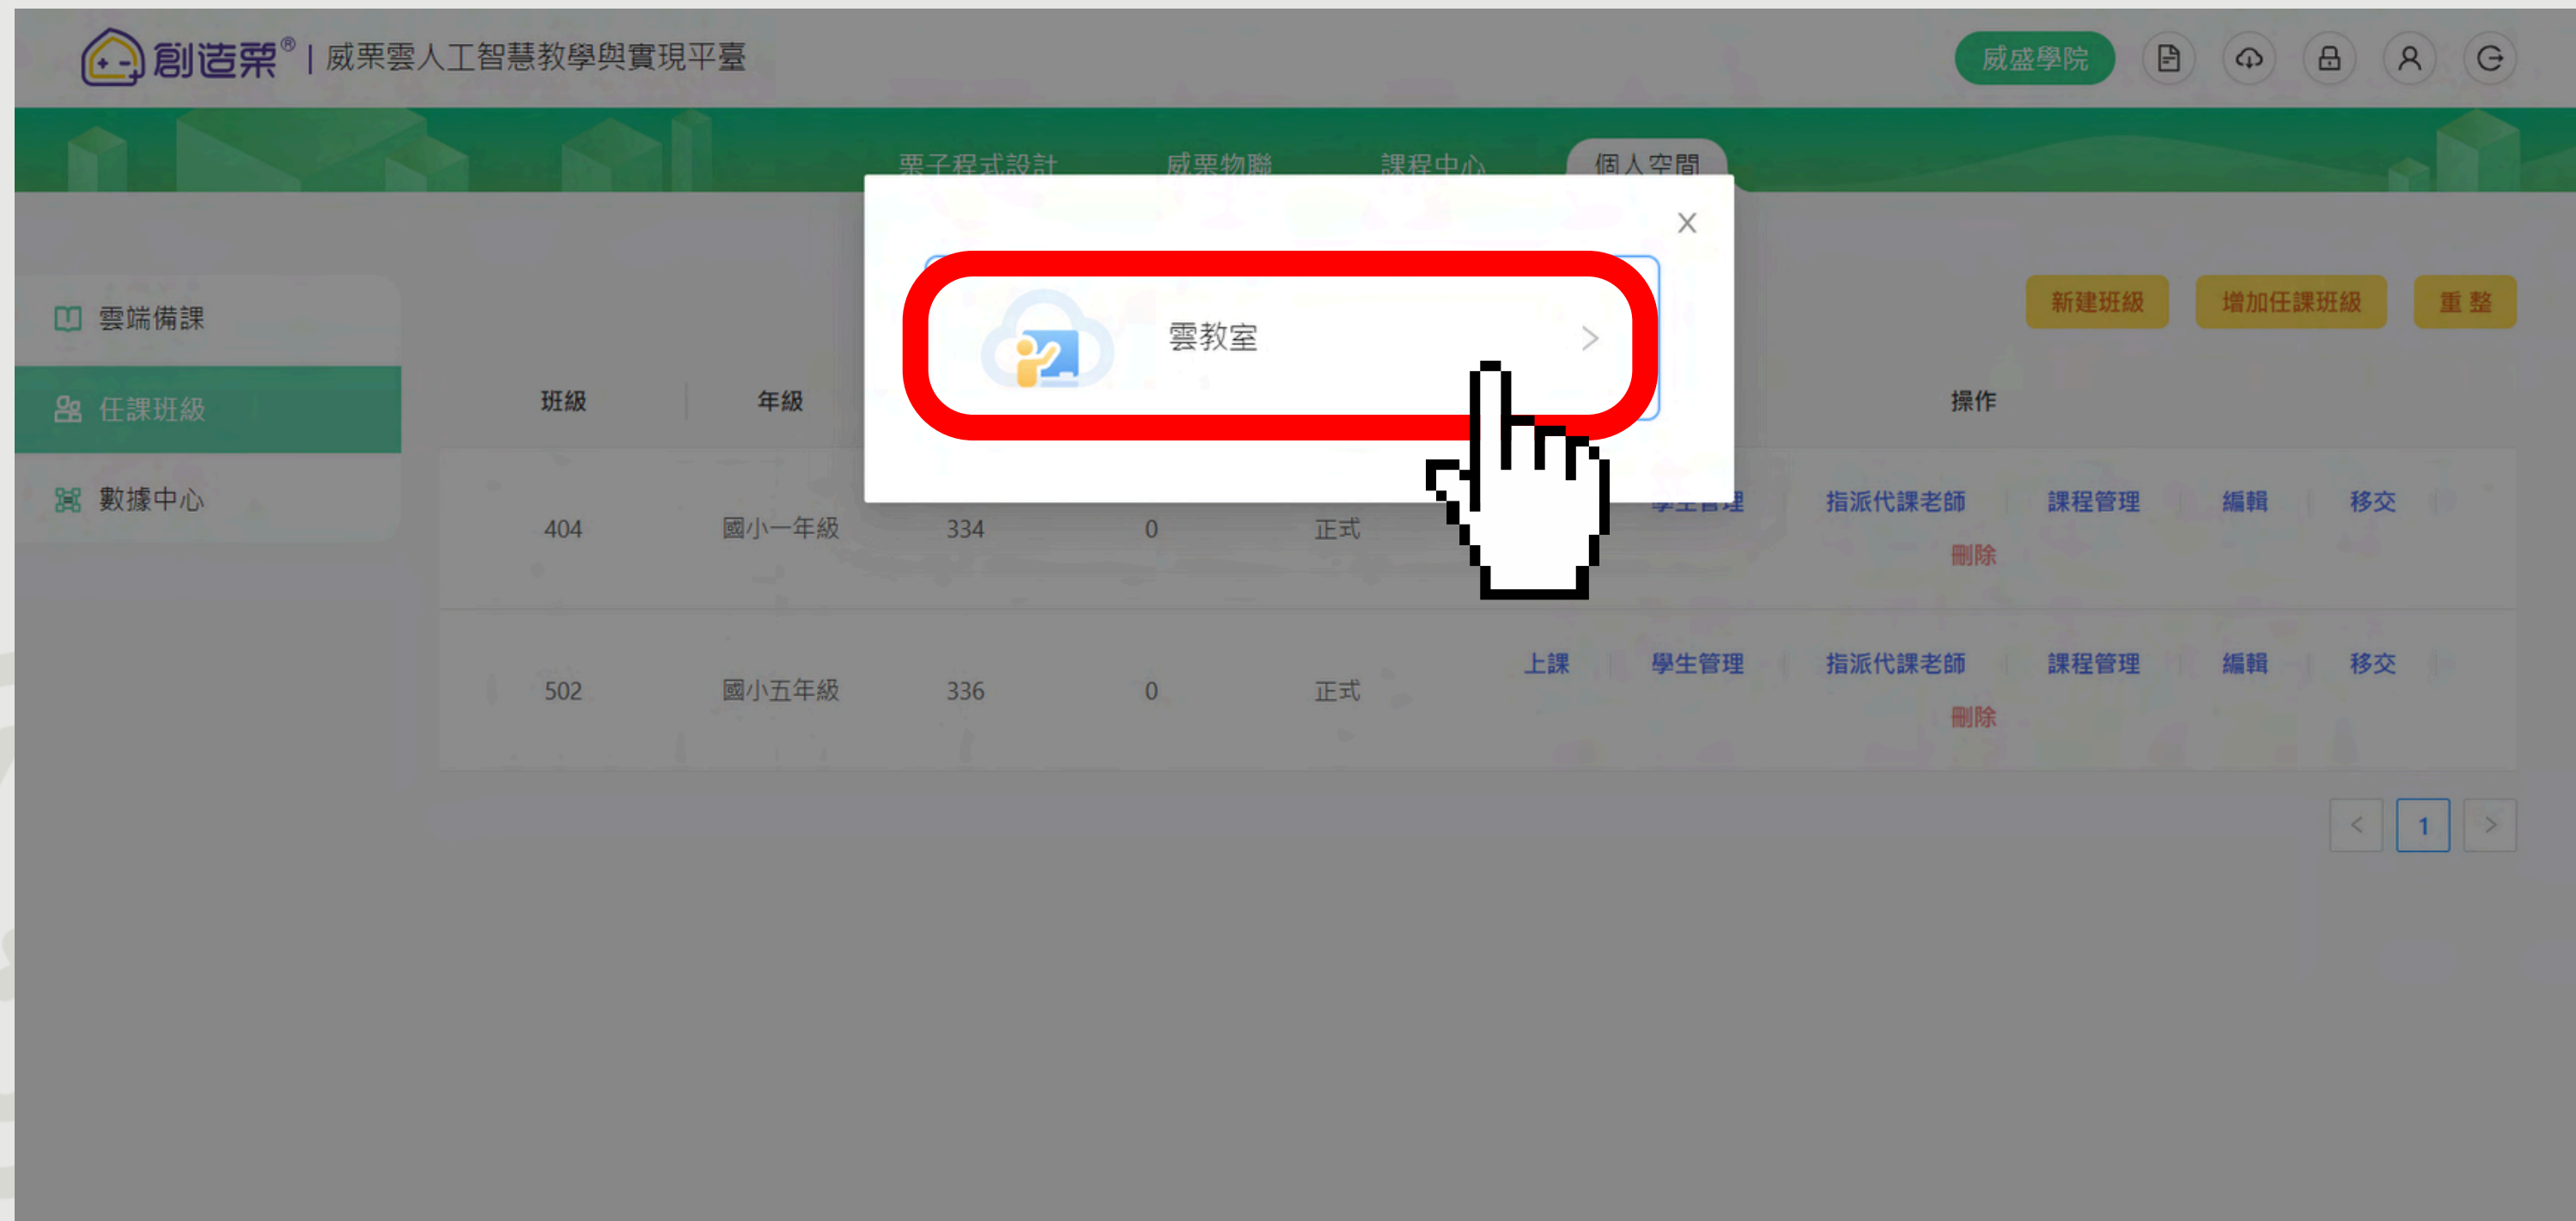 創造栗® | 威栗雲人工智慧教學與實現平臺
威盛學院
栗子程式設計 威栗物聯 課程中心 個人空間
X
雲教室 >
雲端備課
任課班級
數據中心
新建班級 增加任課班級 重整
班級 年級 操作
404 國小一年級 334 0 正式 學生管理 指派代課老師 課程管理 編輯 移交
刪除
502 國小五年級 336 0 正式 上課 學生管理 指派代課老師 課程管理 編輯 移交
刪除
< 1 >